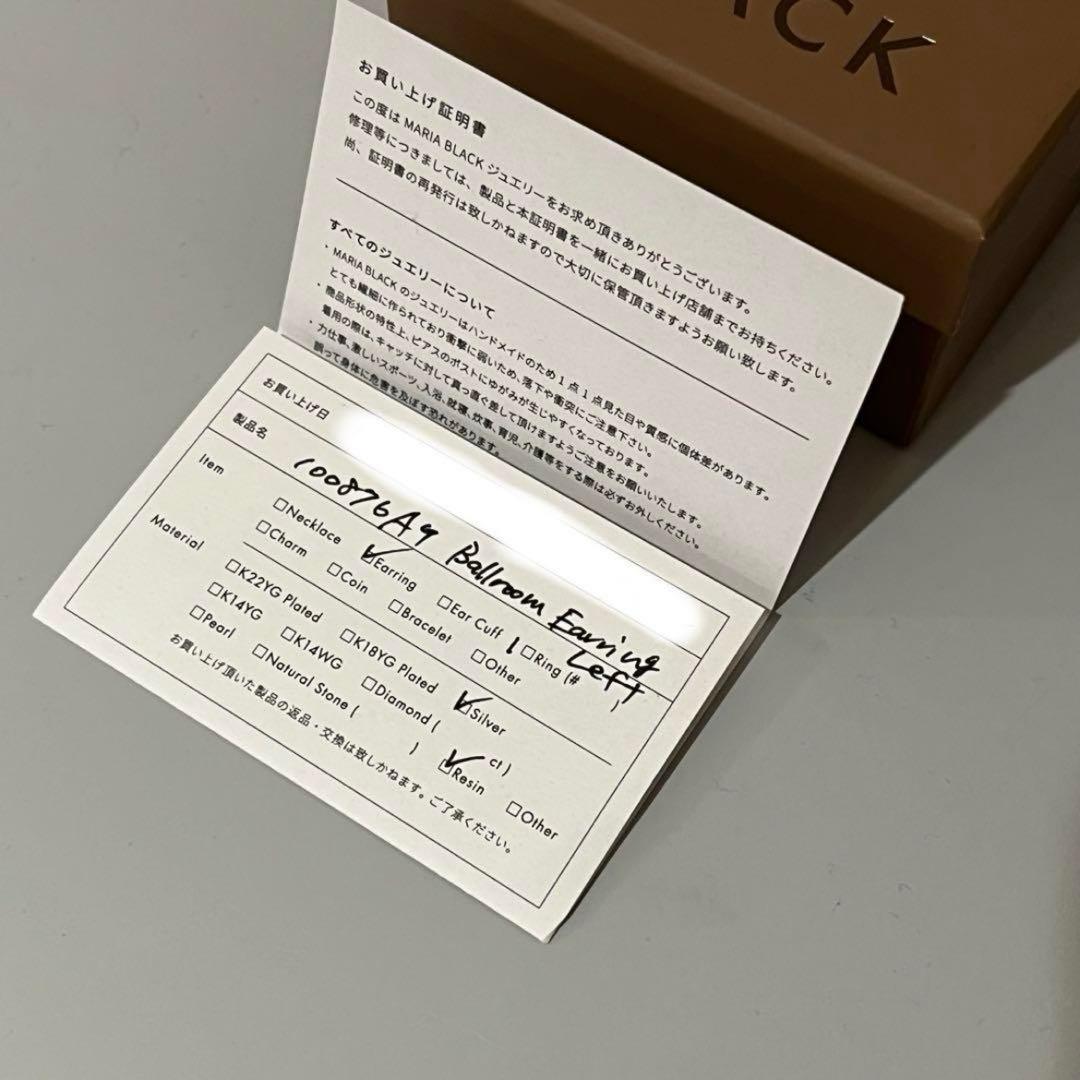 ACK
お買い上げ証明書
この度は MARIA BLACK ジュエリーをお求め頂きありがとうございます。
修理等につきましては、製品と本証明書を一緒にお買い上げ店舗までお持ちください。
尚、証明書の再発行は致しかねますので大切に保管頂きますようお願い致します。
すべてのジュエリーについて
・MARIA BLACK のジュエリーはハンドメイドのため1点1点見た目や質感に個体差があります。
とても繊細に作られており衝撃に弱いため、落下や衝突にご注意下さい。
・商品形状の特性上、ピアスのポストにゆがみが生じやすくなっております。
着用の際は、キャッチに対して真っ直ぐ差して頂けますようご注意をお願いいたします。
・力仕事、激しいスポーツ、入浴、就寝、炊事、育児、介護等をする際は必ずお外しください。
誤って身体に危害を及ぼす恐れがあります。
お買い上げ日
製品名 100876Ag Ballroom Earring
Left
Item □Necklace ☑Earring □Ear Cuff □Ring (# )
□Charm □Coin □Bracelet □Other
Material □K22YG Plated □K18YG Plated ☑Silver
□K14YG □K14WG □Diamond ( ct )
□Pearl □Natural Stone ( ) ☑Resin □Other
お買い上げ頂いた製品の返品・交換は致しかねます。ご了承ください。